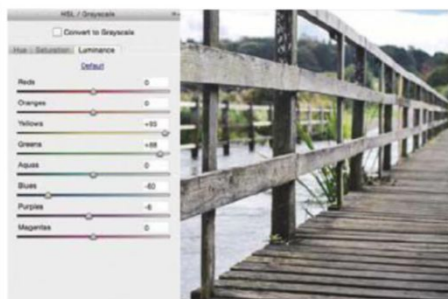 HSL / Grayscale
Convert to Grayscale
Hue Saturation Luminance
Default
Reds 0
Oranges 0
Yellows +93
Greens +88
Aquas 0
Blues -60
Purples -6
Magentas 0